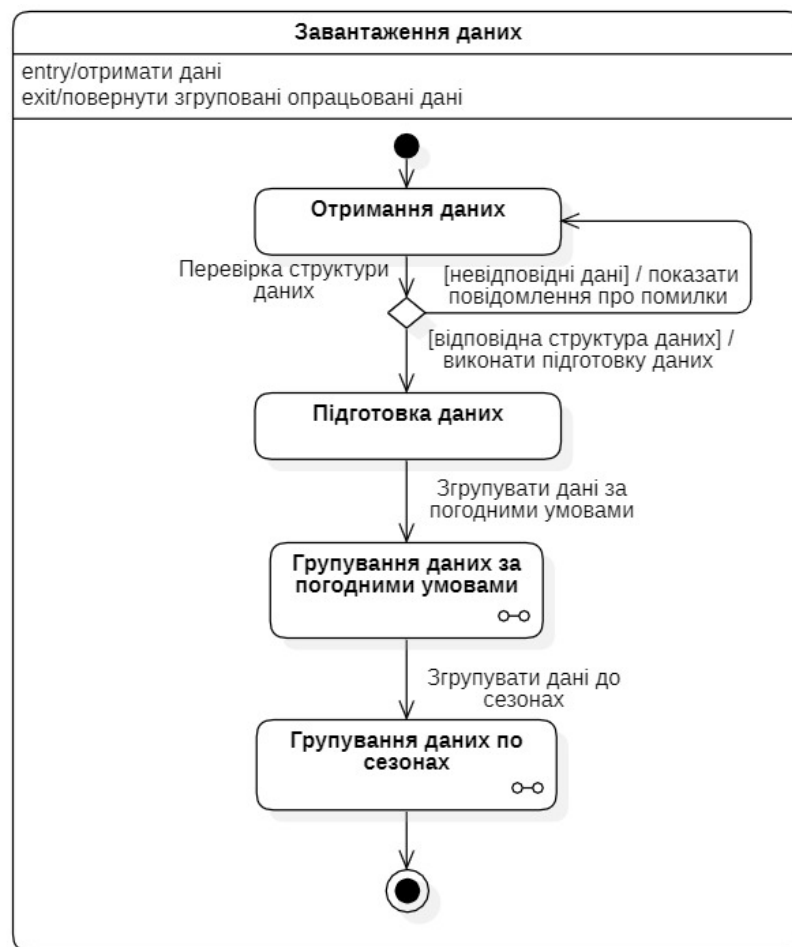 Завантаження даних
entry/отримати дані
exit/повернути згруповані опрацьовані дані
Отримання даних
Перевірка структури
даних
[невідповідні дані] / показати
повідомлення про помилки
[відповідна структура даних] /
виконати підготовку даних
Підготовка даних
Згрупувати дані за
погодними умовами
Групування даних за
погодними умовами
Згрупувати дані до
сезонах
Групування даних по
сезонах